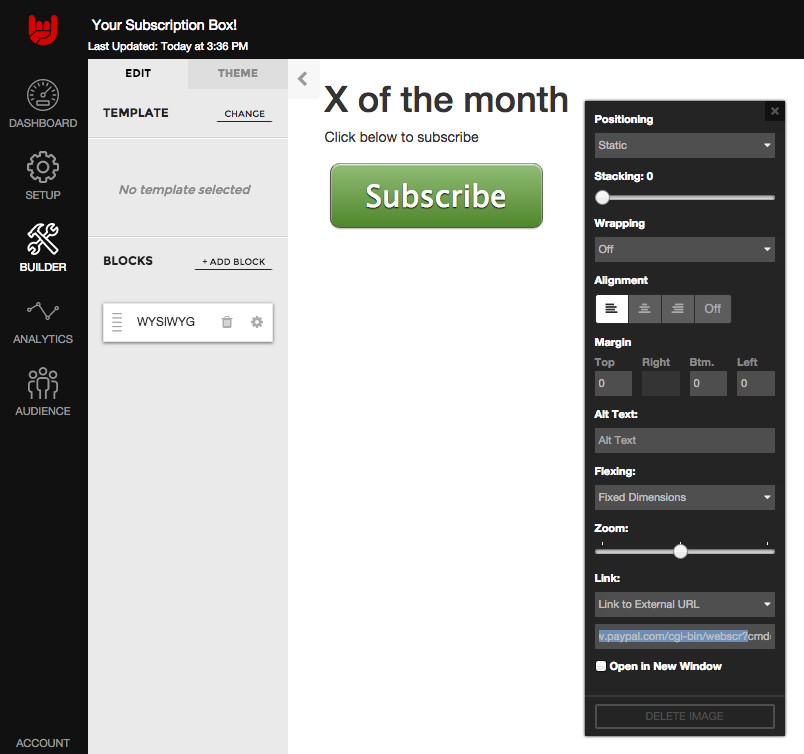 Your Subscription Box!
Last Updated: Today at 3:36 PM
DASHBOARD
SETUP
BUILDER
ANALYTICS
AUDIENCE
ACCOUNT
EDIT THEME
TEMPLATE CHANGE
No template selected
BLOCKS + ADD BLOCK
WYSIWYG
X of the month
Click below to subscribe
Subscribe
Positioning
Static
Stacking: 0
Wrapping
Off
Alignment
Off
Margin
Top Right Btm. Left
0 0 0
Alt Text:
Alt Text
Flexing:
Fixed Dimensions
Zoom:
Link:
Link to External URL
w.paypal.com/cgi-bin/webscr?cmd
Open in New Window
DELETE IMAGE